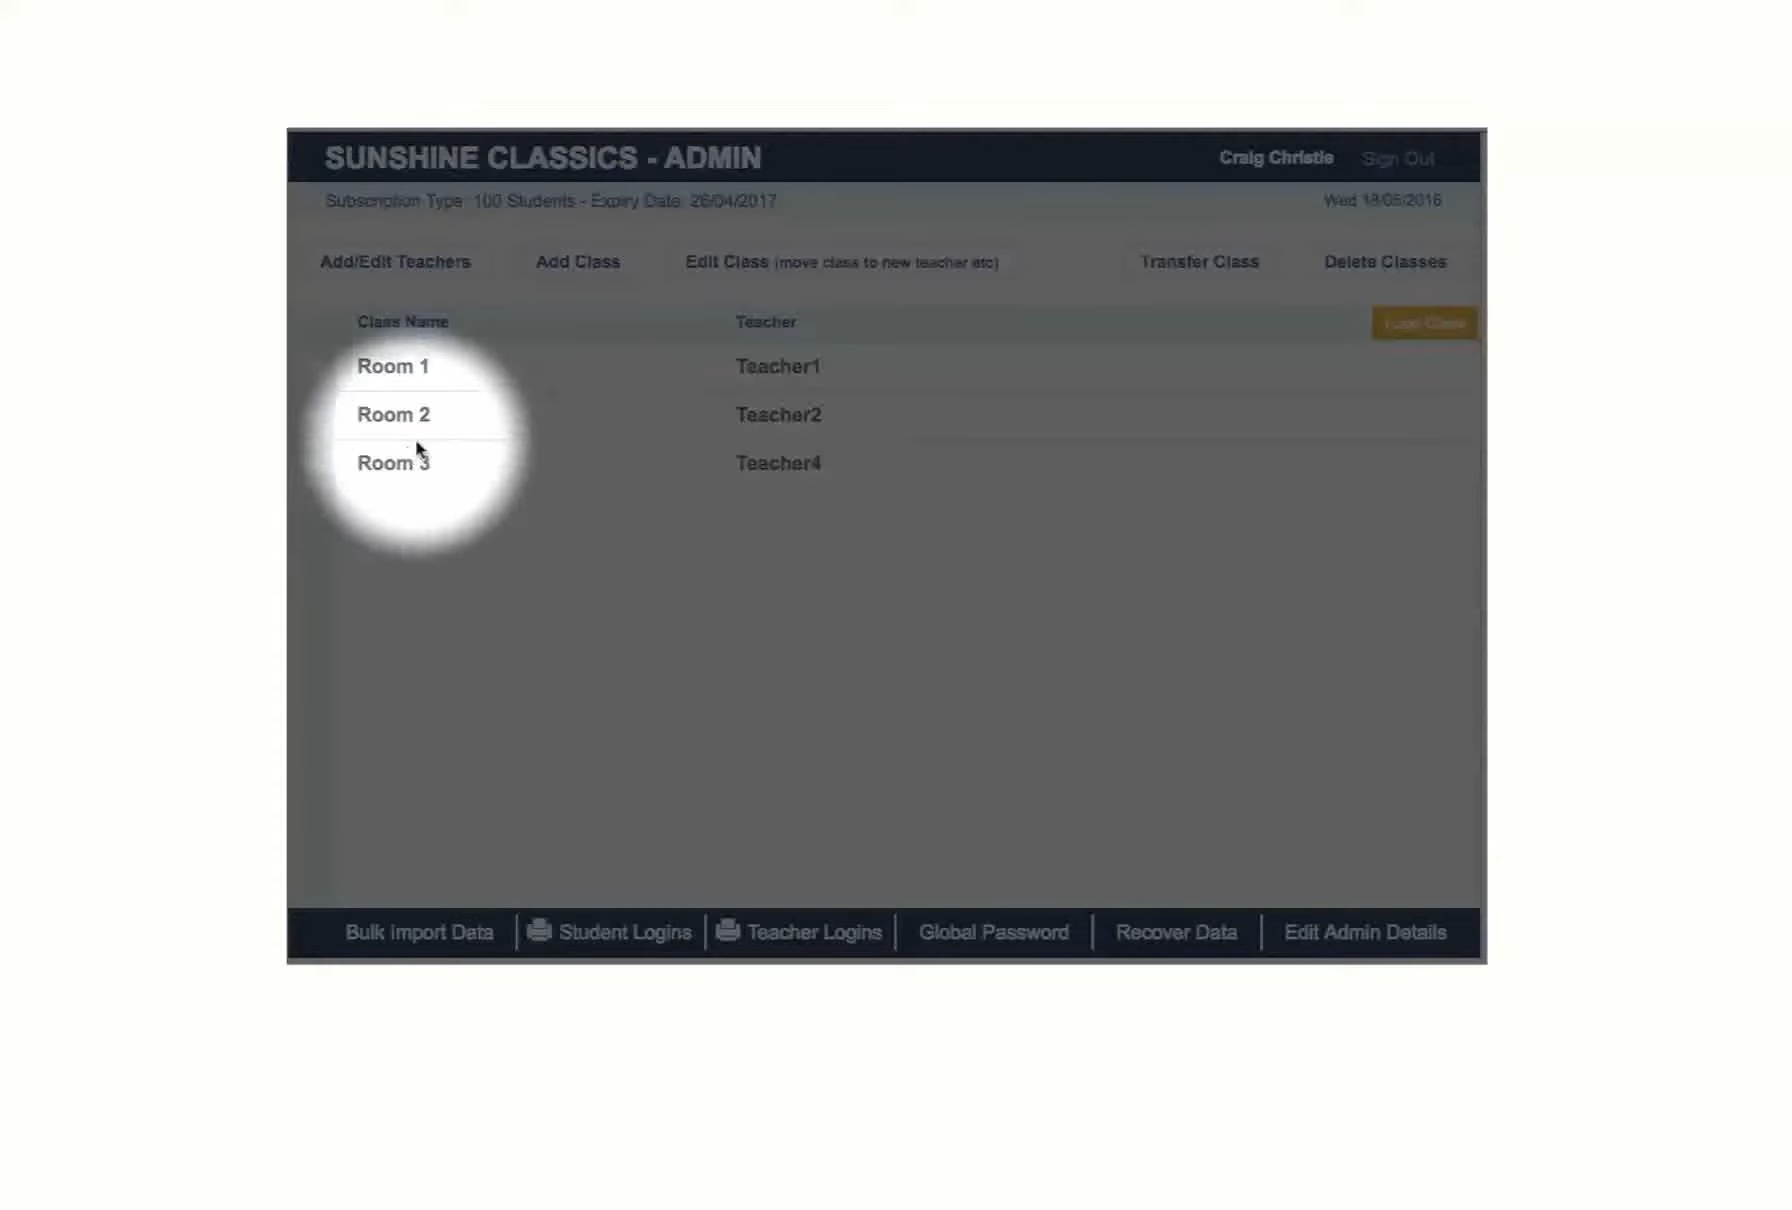 SUNSHINE CLASSICS - ADMIN Craig Christie Sign Out
Subscription Type: 100 Students - Expiry Date: 26/04/2017 Wed 18/05/2016
Add/Edit Teachers Add Class Edit Class (move class to new teacher etc) Transfer Class Delete Classes
Class Name Teacher Load Class
Room 1 Teacher1
Room 2 Teacher2
Room 3 Teacher4
Bulk Import Data Student Logins Teacher Logins Global Password Recover Data Edit Admin Details